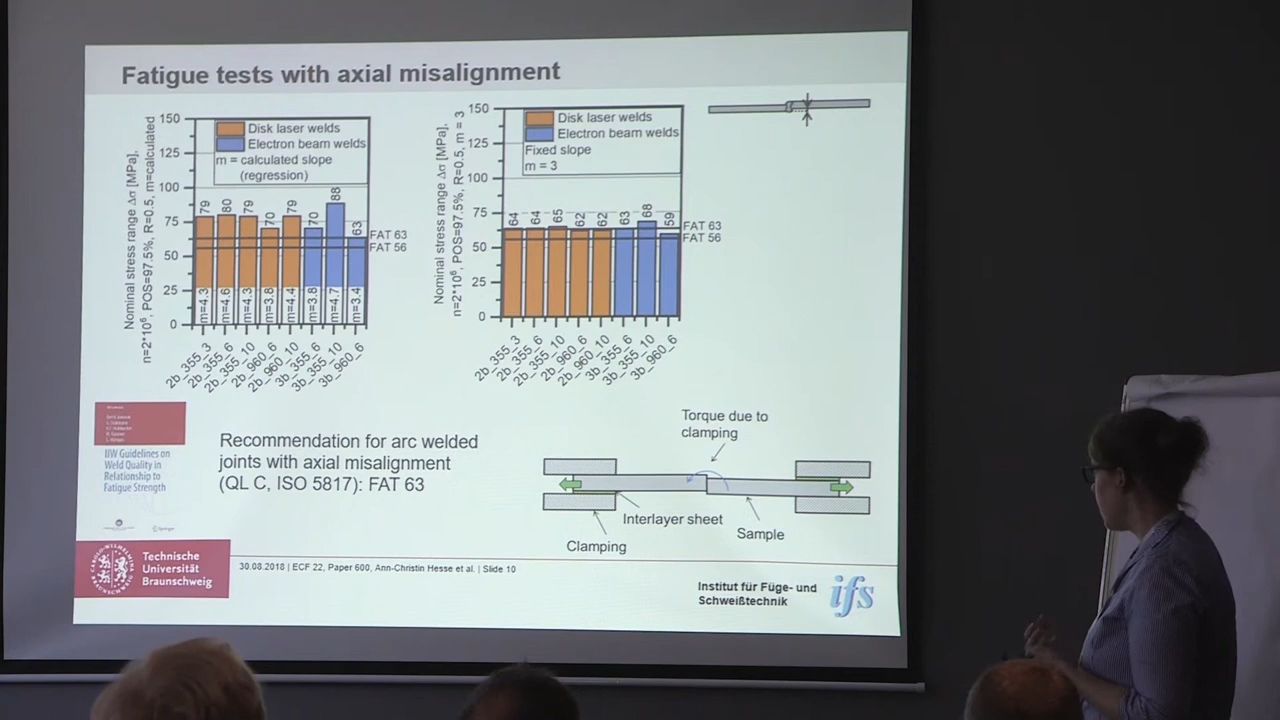 Fatigue tests with axial misalignment
Nominal stress range Δσ [MPa],
n=2*10⁶, POS=97.5%, R=0.5, m=calculated
150
125
100
75
50
25
0
Disk laser welds
Electron beam welds
m = calculated slope
(regression)
79
80
79
70
79
70
88
63
FAT 63
FAT 56
m=4.3
m=4.6
m=4.3
m=3.8
m=4.4
m=3.8
m=4.7
m=3.4
2b_355_3
2b_355_6
2b_355_10
2b_960_6
2b_960_10
3b_355_6
3b_355_10
3b_960_6
Nominal stress range Δσ [MPa],
n=2*10⁶, POS=97.5%, R=0.5, m = 3
150
125
100
75
50
25
0
Disk laser welds
Electron beam welds
Fixed slope
m = 3
64
64
65
62
62
63
68
59
FAT 63
FAT 56
2b_355_3
2b_355_6
2b_355_10
2b_960_6
2b_960_10
3b_355_6
3b_355_10
3b_960_6
IIW Guidelines on
Weld Quality in
Relationship to
Fatigue Strength
Springer
Recommendation for arc welded
joints with axial misalignment
(QL C, ISO 5817): FAT 63
Torque due to
clamping
Interlayer sheet
Sample
Clamping
Technische
Universität
Braunschweig
30.08.2018 | ECF 22, Paper 600, Ann-Christin Hesse et al. | Slide 10
Institut für Füge- und
Schweißtechnik
ifs